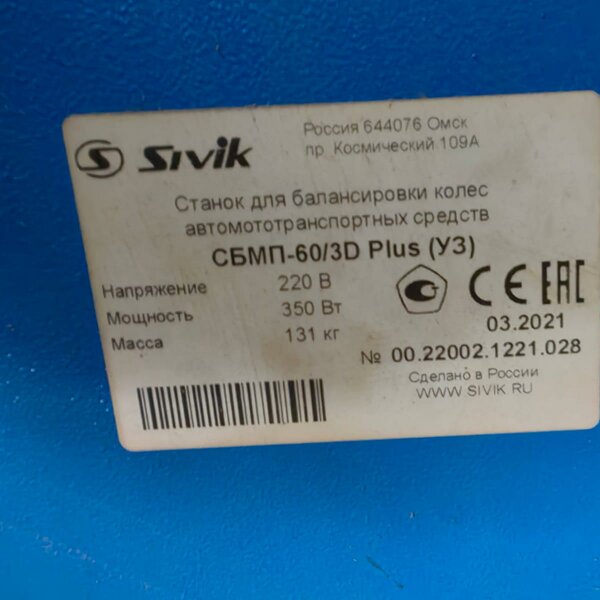 Sivik
Россия 644076 Омск
пр. Космический 109А
Станок для балансировки колес
автомототранспортных средств
СБМП-60/3D Plus (УЗ)
Напряжение 220 В
Мощность 350 Вт
Масса 131 кг
CE EAC
03.2021
№ 00.22002.1221.028
Сделано в России
WWW SIVIK RU